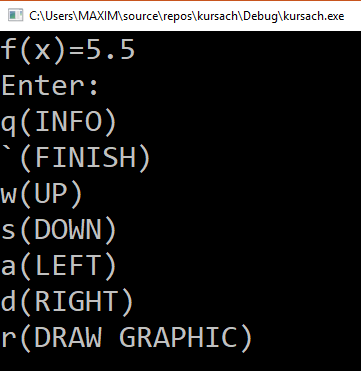 C:\Users\MAXIM\source\repos\kursach\Debug\kursach.exe
f(x)=5.5
Enter:
q(INFO)
`(FINISH)
w(UP)
s(DOWN)
a(LEFT)
d(RIGHT)
r(DRAW GRAPHIC)